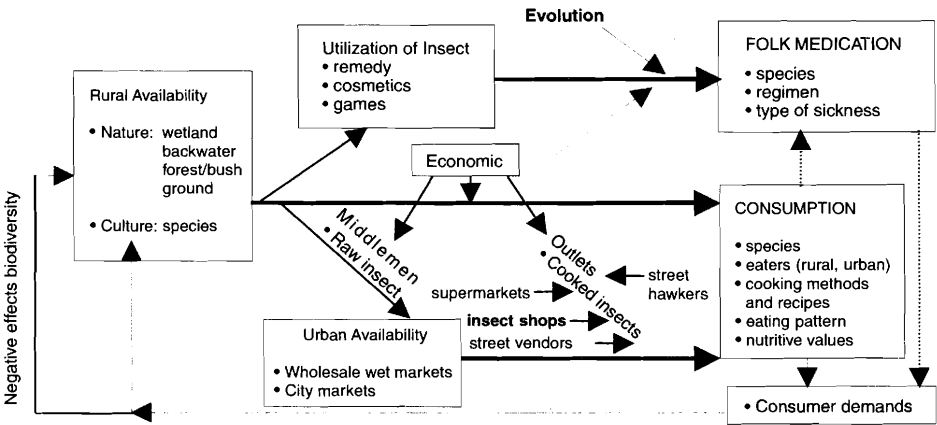 Evolution
Utilization of Insect
• remedy
• cosmetics
• games
FOLK MEDICATION
• species
• regimen
• type of sickness
Rural Availability
• Nature: wetland
backwater
forest/bush
ground
• Culture: species
Economic
Middlemen
• Raw insect
Outlets
• Cooked insects
street
hawkers
supermarkets
insect shops
street vendors
CONSUMPTION
• species
• eaters (rural, urban)
• cooking methods
and recipes
• eating pattern
• nutritive values
Urban Availability
• Wholesale wet markets
• City markets
• Consumer demands
Negative effects biodiversity